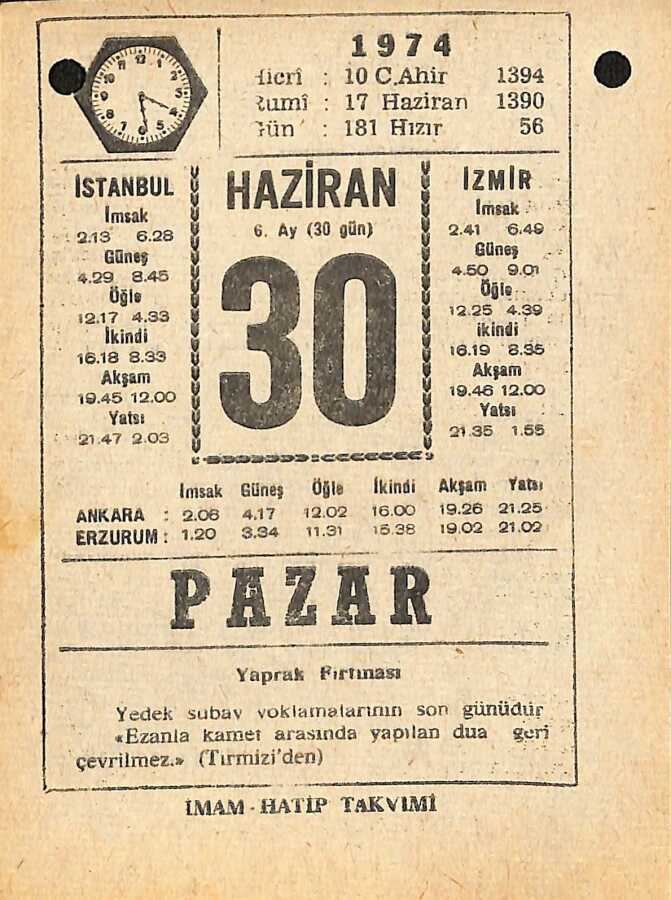 1974
Hicrî : 10 C.Ahir 1394
Rumî : 17 Haziran 1390
Gün : 181 Hızır 56
İSTANBUL
İmsak
2.13 6.28
Güneş
4.29 8.45
Öğle
12.17 4.33
İkindi
16.18 8.33
Akşam
19.45 12.00
Yatsı
21.47 2.03
HAZİRAN
6. Ay (30 gün)
30
İZMİR
İmsak
2.41 6.49
Güneş
4.50 9.01
Öğle
12.25 4.39
ikindi
16.19 8.35
Akşam
19.46 12.00
Yatsı
21.35 1.55
İmsak Güneş Öğle İkindi Akşam Yatsı
ANKARA : 2.06 4.17 12.02 16.00 19.26 21.25
ERZURUM : 1.20 3.34 11.31 15.38 19.02 21.02
PAZAR
Yaprak Fırtınası
Yedek subay yoklamalarının son günüdür
«Ezanla kamet arasında yapılan dua geri
çevrilmez.» (Tırmizi'den)
İMAM - HATİP TAKVİMİ